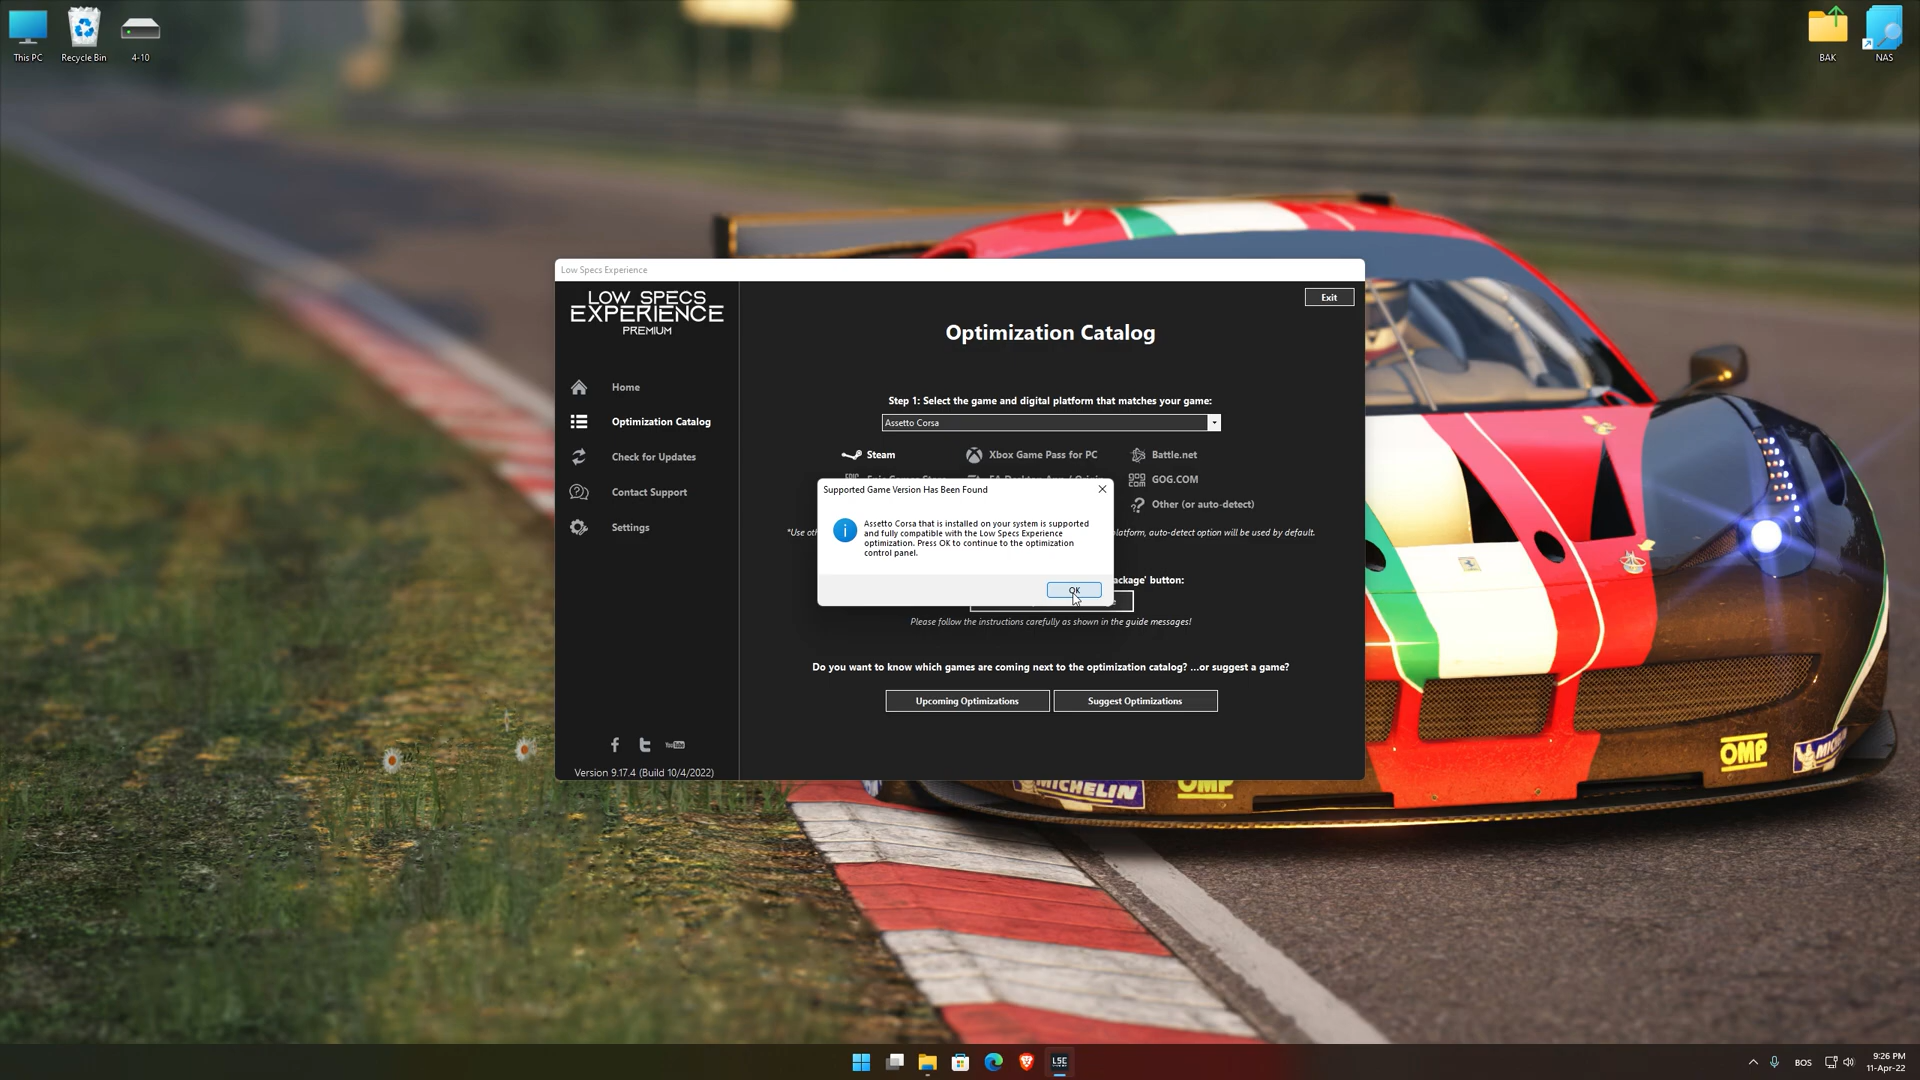 This PC
Recycle Bin
4-10
BAK
NAS
Low Specs Experience
LOW SPECS
EXPERIENCE
PREMIUM
Exit
Home
Optimization Catalog
Check for Updates
Contact Support
Settings
Version 9.17.4 (Build 10/4/2022)
Optimization Catalog
Step 1: Select the game and digital platform that matches your game:
Assetto Corsa
Steam
Xbox Game Pass for PC
Battle.net
GOG.COM
Other (or auto-detect)
*Use
platform, auto-detect option will be used by default.
Supported Game Version Has Been Found
Assetto Corsa that is installed on your system is supported
and fully compatible with the Low Specs Experience
optimization. Press OK to continue to the optimization
control panel.
OK
ackage' button:
Please follow the instructions carefully as shown in the guide messages!
Do you want to know which games are coming next to the optimization catalog? ...or suggest a game?
Upcoming Optimizations
Suggest Optimizations
YouTube
OMP
MICHELIN
OMP
LSE
BOS
9:26 PM
11-Apr-22